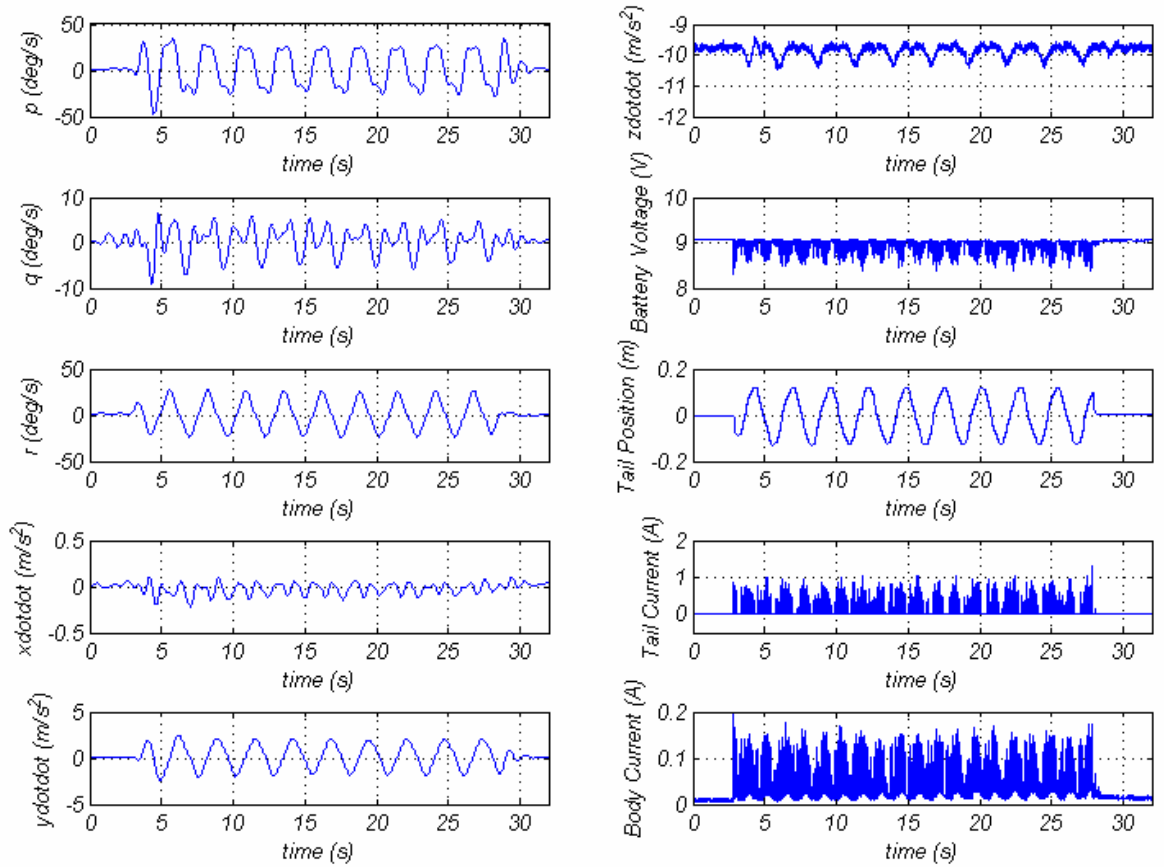 p (deg/s)
50
0
-50
0 5 10 15 20 25 30
time (s)
q (deg/s)
10
0
-10
0 5 10 15 20 25 30
time (s)
r (deg/s)
50
0
-50
0 5 10 15 20 25 30
time (s)
xdotdot (m/s²)
0.5
0
-0.5
0 5 10 15 20 25 30
time (s)
ydotdot (m/s²)
5
0
-5
0 5 10 15 20 25 30
time (s)
zdotdot (m/s²)
-9
-10
-11
-12
0 5 10 15 20 25 30
time (s)
Battery Voltage (V)
10
9
8
0 5 10 15 20 25 30
time (s)
Tail Position (m)
0.2
0
-0.2
0 5 10 15 20 25 30
time (s)
Tail Current (A)
2
1
0
0 5 10 15 20 25 30
time (s)
Body Current (A)
0.2
0.1
0
0 5 10 15 20 25 30
time (s)